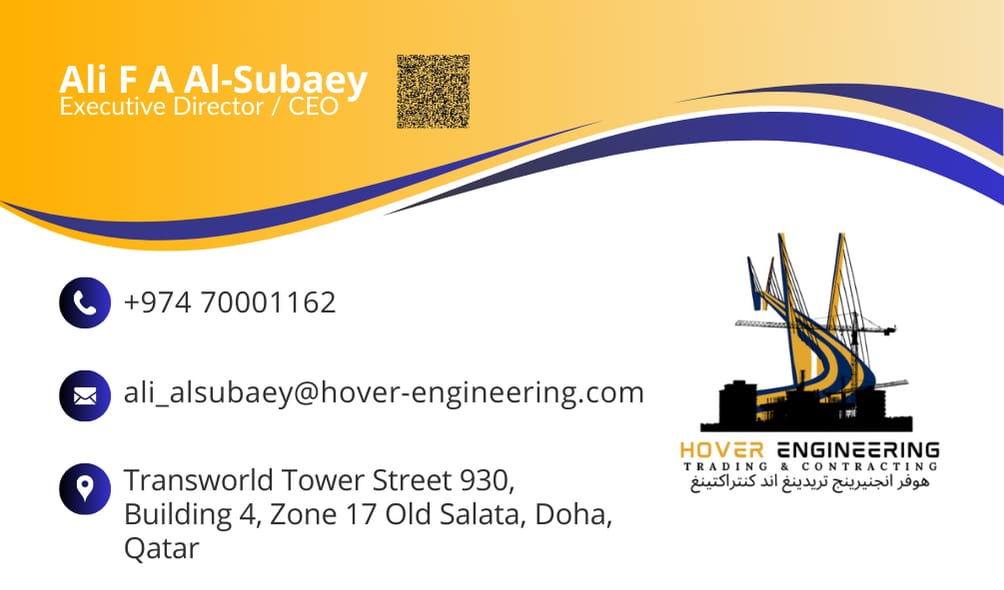 Ali F A Al-Subaey
Executive Director / CEO
+974 70001162
ali_alsubaey@hover-engineering.com
Transworld Tower Street 930,
Building 4, Zone 17 Old Salata, Doha,
Qatar
HOVER ENGINEERING
TRADING & CONTRACTING
هوفر انجنيرينج تريدينغ اند كنتراكتينغ